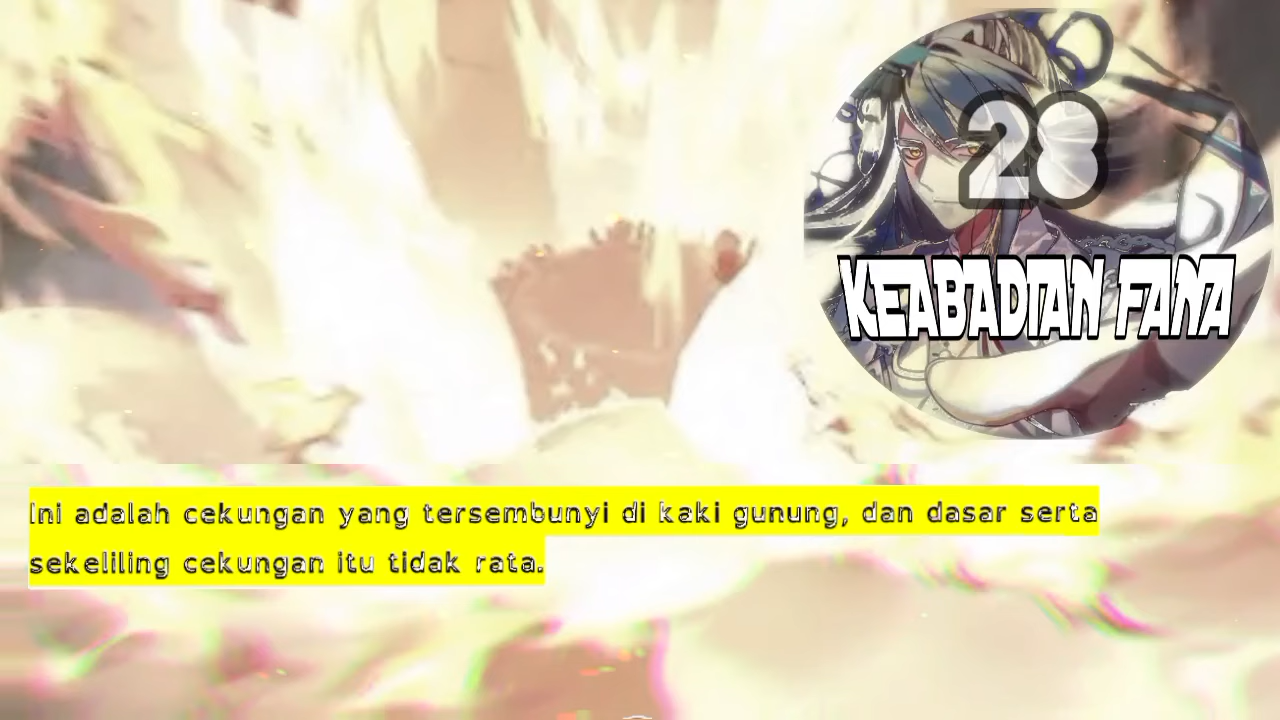 28
KEABADIAN FANA
Ini adalah cekungan yang tersembunyi di kaki gunung, dan dasar serta
sekeliling cekungan itu tidak rata.